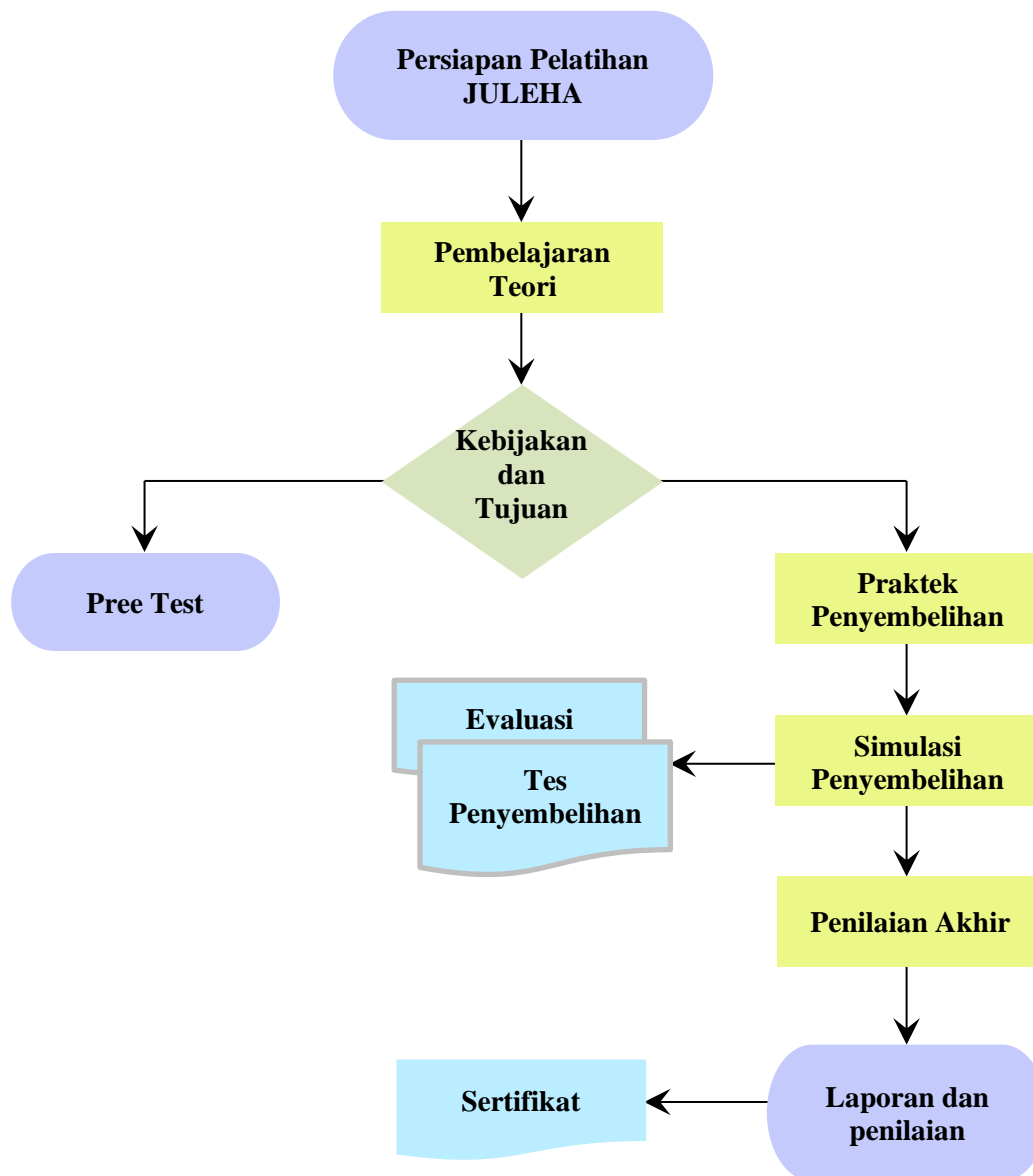 Persiapan Pelatihan
JULEHA
Pembelajaran
Teori
Kebijakan
dan
Tujuan
Pree Test
Praktek
Penyembelihan
Evaluasi
Tes
Penyembelihan
Simulasi
Penyembelihan
Penilaian Akhir
Sertifikat
Laporan dan
penilaian